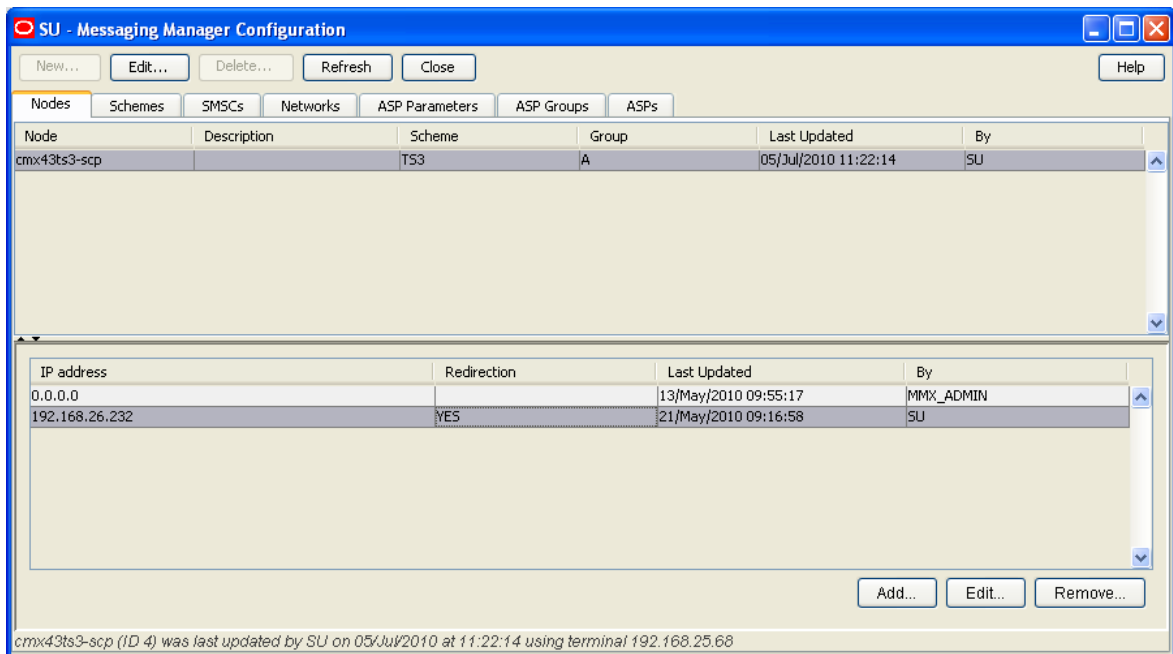 SU - Messaging Manager Configuration
New... Edit... Delete... Refresh Close Help
Nodes Schemes SMSCs Networks ASP Parameters ASP Groups ASPs
Node Description Scheme Group Last Updated By
cmx43ts3-scp TS3 A 05/Jul/2010 11:22:14 SU
IP address Redirection Last Updated By
0.0.0.0 13/May/2010 09:55:17 MMX_ADMIN
192.168.26.232 YES 21/May/2010 09:16:58 SU
Add... Edit... Remove...
cmx43ts3-scp (ID 4) was last updated by SU on 05/Jul/2010 at 11:22:14 using terminal 192.168.25.68